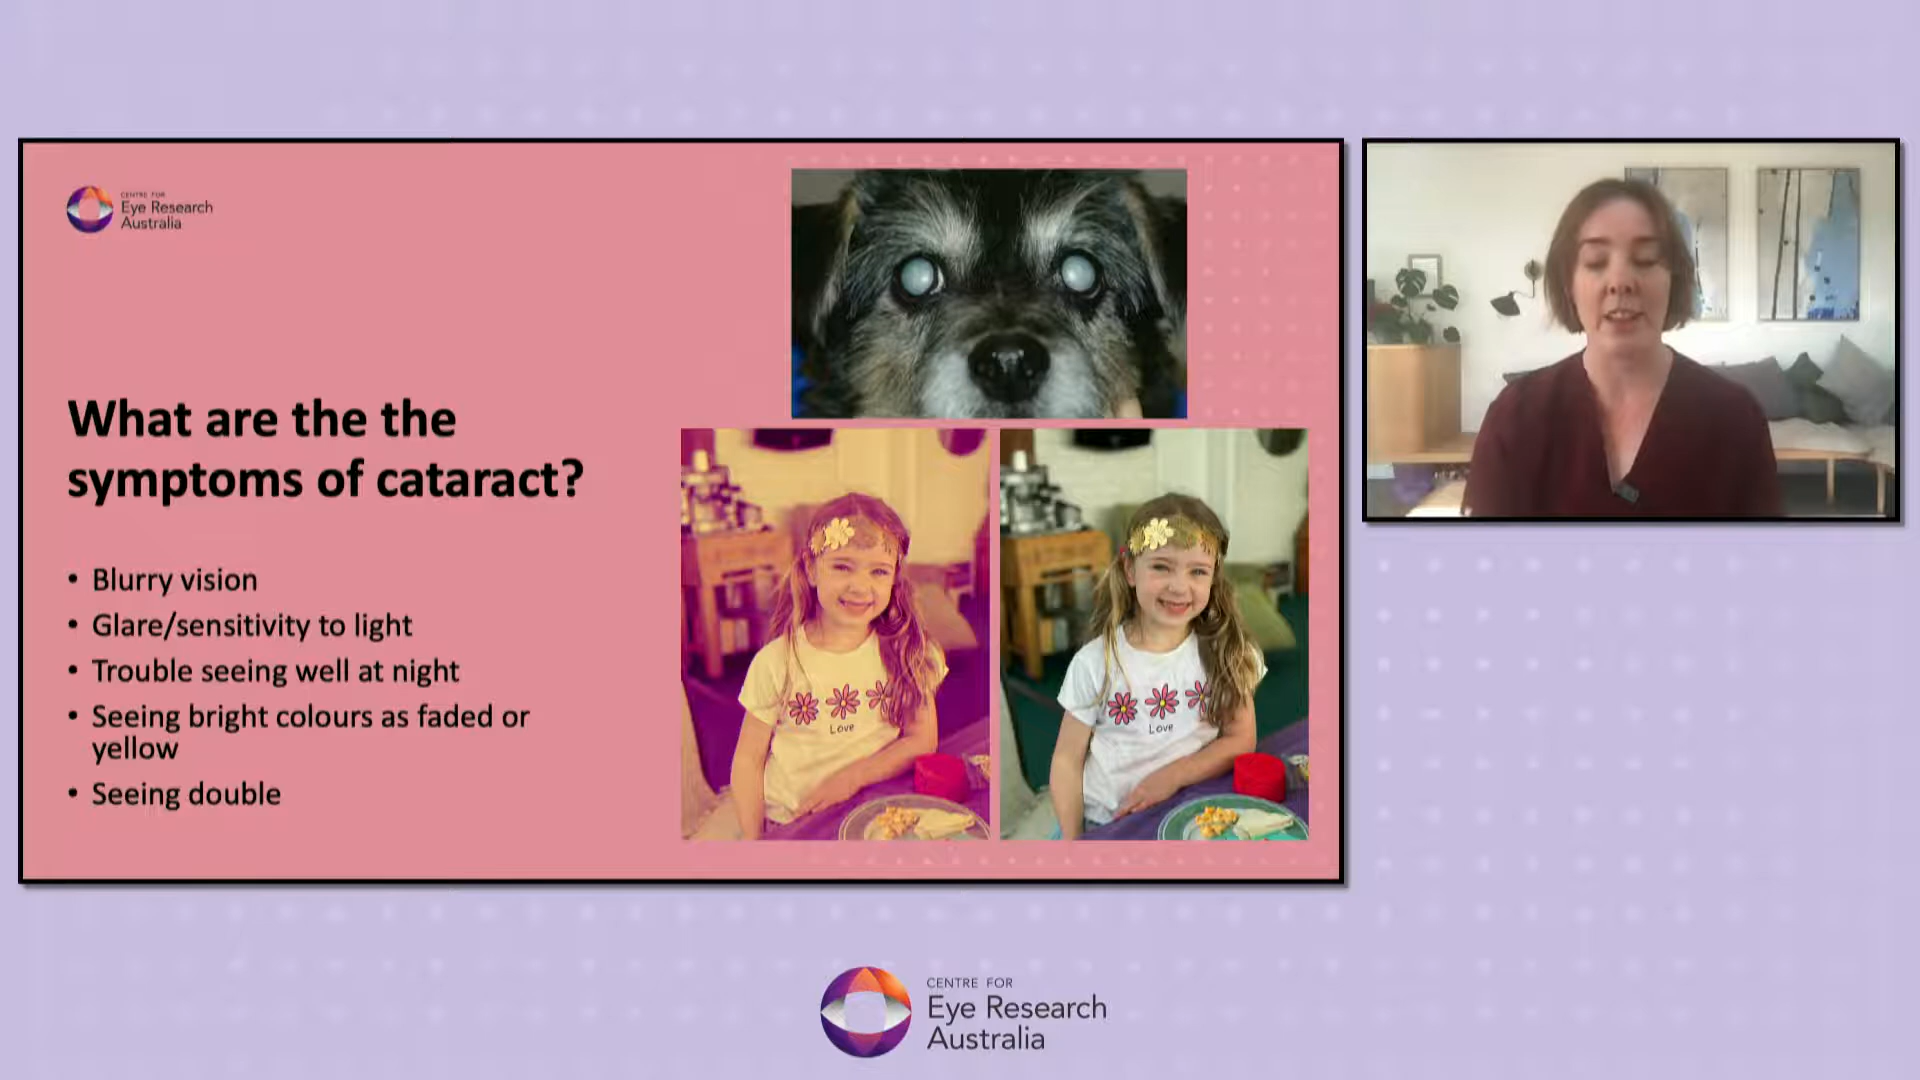 CENTRE FOR
Eye Research
Australia
What are the the
symptoms of cataract?
• Blurry vision
• Glare/sensitivity to light
• Trouble seeing well at night
• Seeing bright colours as faded or
yellow
• Seeing double
Love
Love
CENTRE FOR
Eye Research
Australia